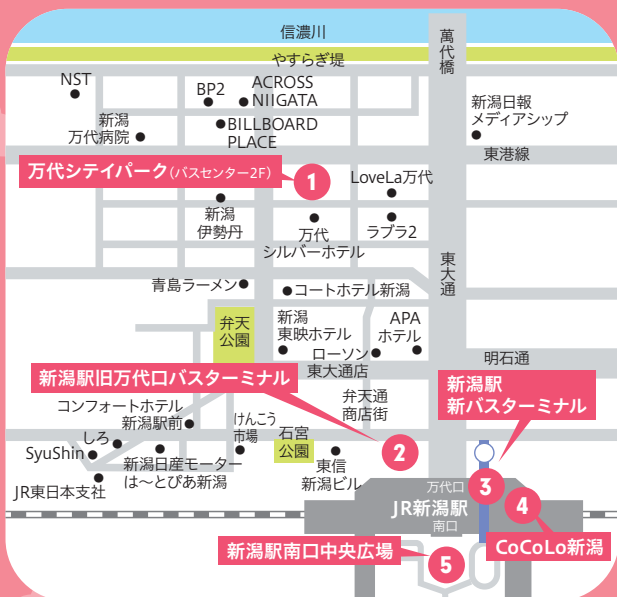 信濃川
やすらぎ堤
萬代橋
NST
BP2
ACROSS
NIIGATA
BILLBOARD
PLACE
新潟
万代病院
新潟日報
メディアシップ
東港線
万代シテイパーク(バスセンター2F)
1
LoveLa万代
新潟
伊勢丹
万代
シルバーホテル
ラブラ2
東大通
青島ラーメン
コートホテル新潟
弁天
公園
新潟
東映ホテル
APA
ホテル
ローソン
東大通店
明石通
新潟駅旧万代口バスターミナル
新潟駅
新バスターミナル
弁天通
商店街
コンフォートホテル
新潟駅前
けんこう
市場
石宮
公園
2
しろ
SyuShin
新潟日産モーター
は〜とぴあ新潟
東信
新潟ビル
JR東日本支社
万代口
3
JR新潟駅
4
南口
CoCoLo新潟
新潟駅南口中央広場
5